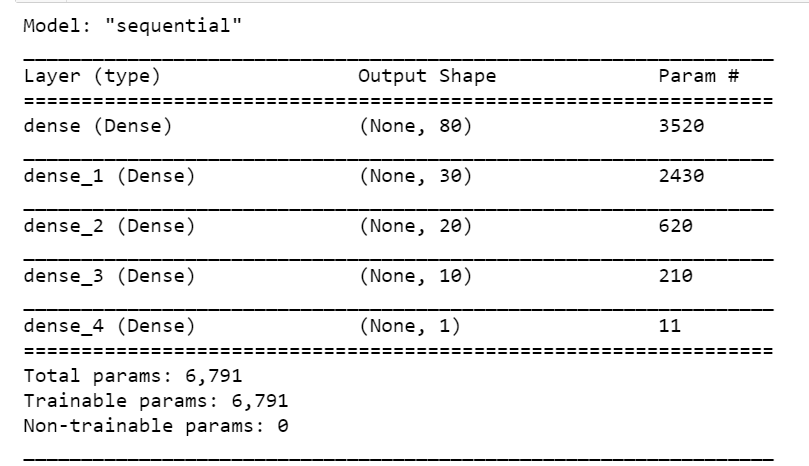 Model: "sequential"
Layer (type) Output Shape Param #
dense (Dense) (None, 80) 3520
dense_1 (Dense) (None, 30) 2430
dense_2 (Dense) (None, 20) 620
dense_3 (Dense) (None, 10) 210
dense_4 (Dense) (None, 1) 11
Total params: 6,791
Trainable params: 6,791
Non-trainable params: 0